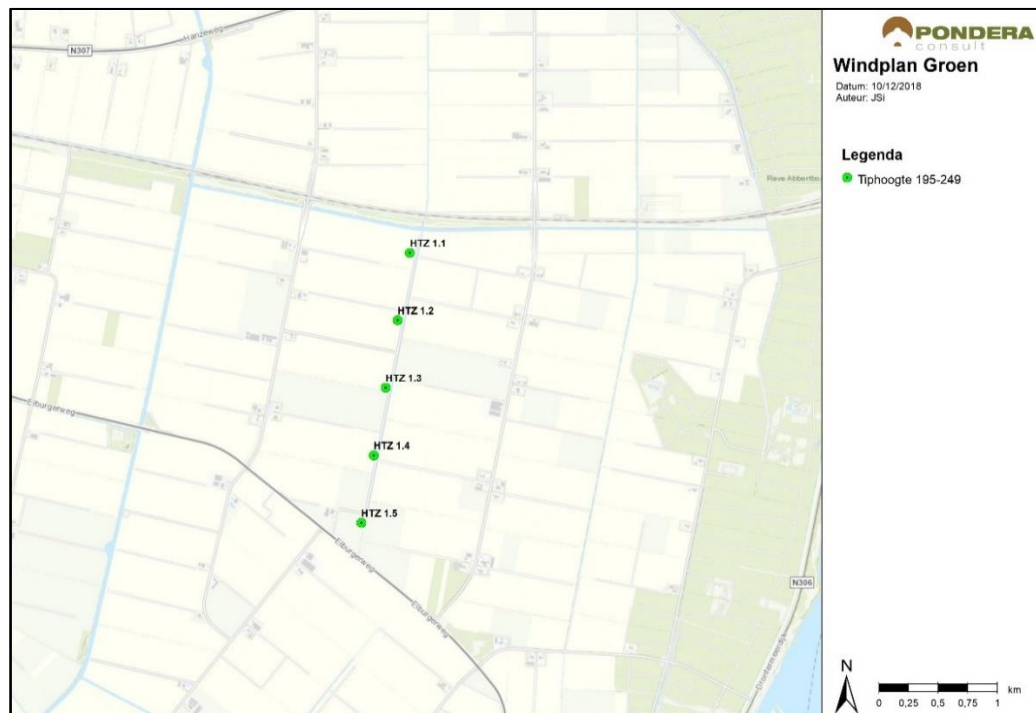 PONDERA
consult
Windplan Groen
Datum: 10/12/2018
Auteur: JSi
Legenda
Tiphoogte 195-249
Hanzeweg
N307
HTZ 1.1
HTZ 1.2
HTZ 1.3
HTZ 1.4
HTZ 1.5
Elburgerweg
Elburgerweg
Elburgerweg
N306
Drontermeerdijk
N
0 0,25 0,5 0,75 1
km